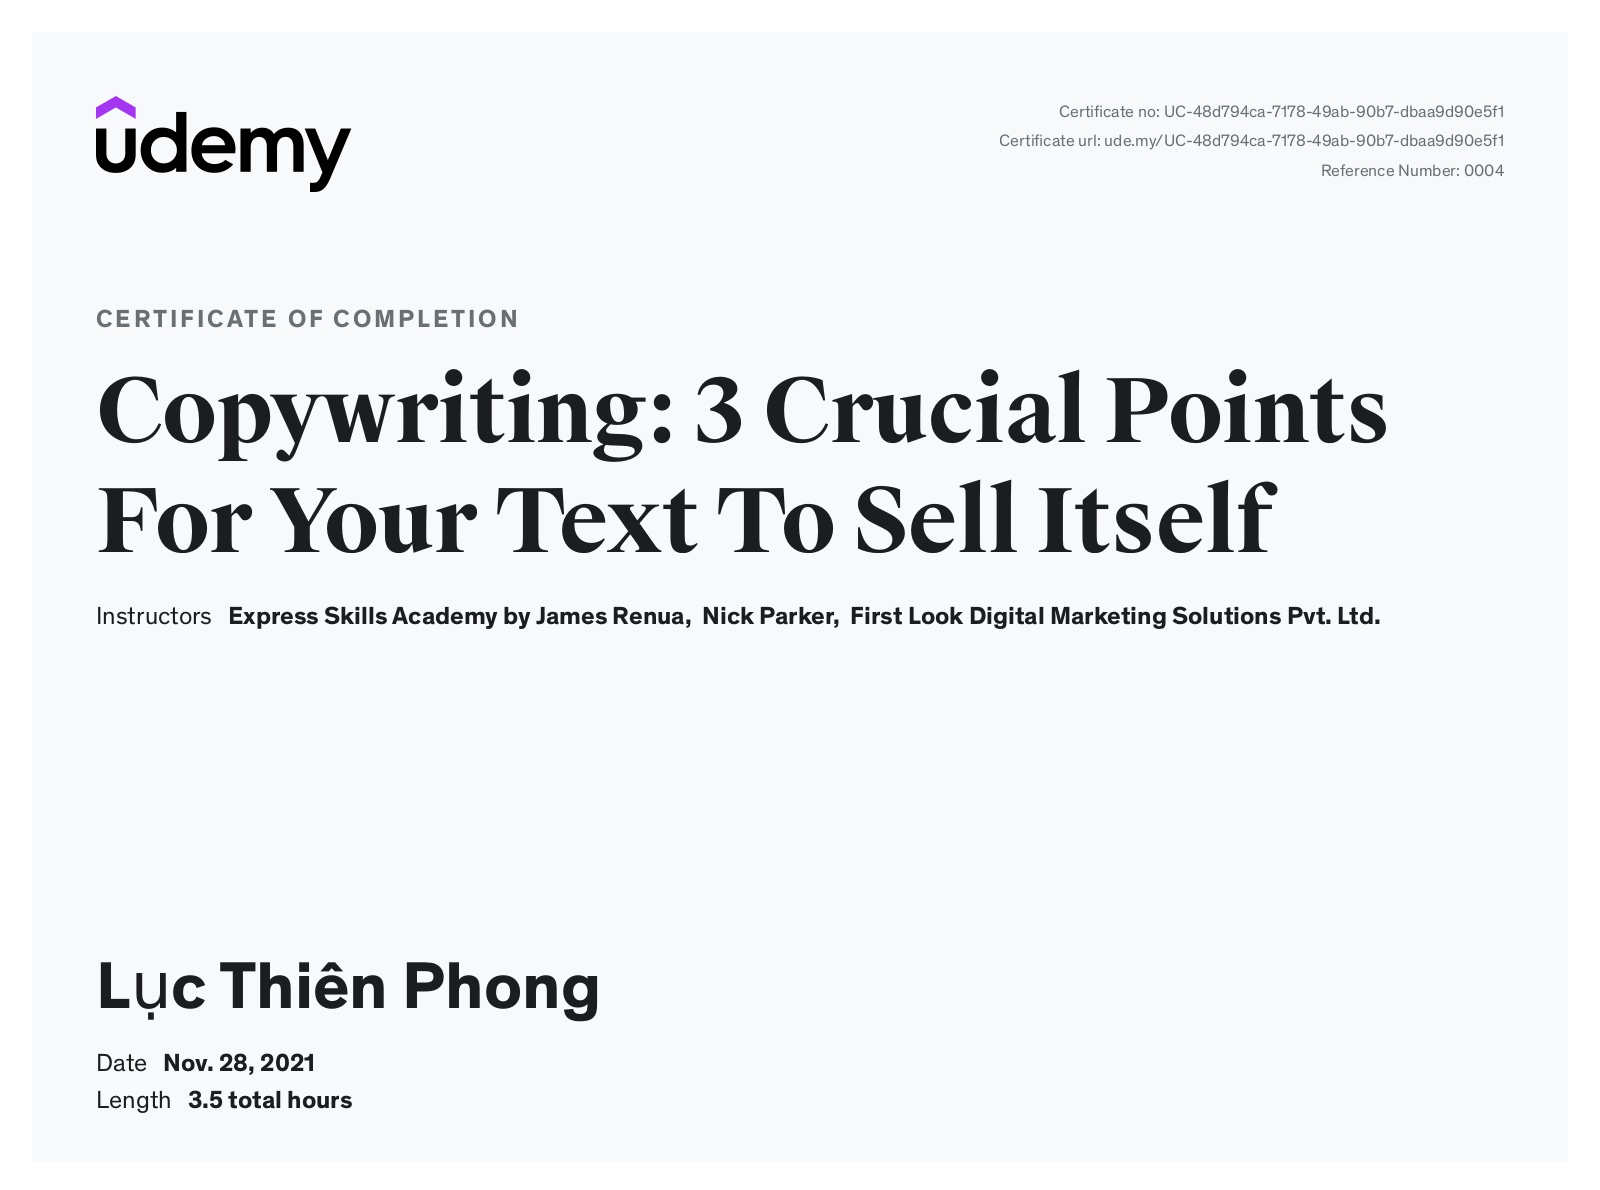 udemy
Certificate no: UC-48d794ca-7178-49ab-90b7-dbaa9d90e5f1
Certificate url: ude.my/UC-48d794ca-7178-49ab-90b7-dbaa9d90e5f1
Reference Number: 0004
CERTIFICATE OF COMPLETION
Copywriting: 3 Crucial Points
For Your Text To Sell Itself
Instructors Express Skills Academy by James Renua, Nick Parker, First Look Digital Marketing Solutions Pvt. Ltd.
Lục Thiên Phong
Date Nov. 28, 2021
Length 3.5 total hours